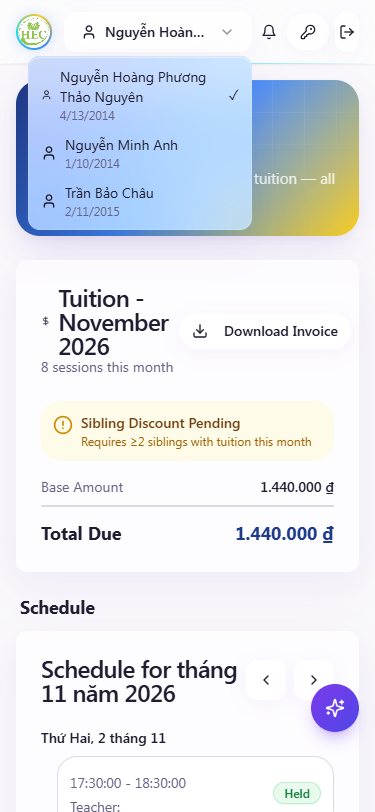 HEC
Nguyễn Hoàn...
Nguyễn Hoàng Phương
Thảo Nguyên
4/13/2014
Nguyễn Minh Anh
1/10/2014
Trần Bảo Châu
2/11/2015
tuition — all
Tuition -
November
2026
Download Invoice
8 sessions this month
Sibling Discount Pending
Requires ≥2 siblings with tuition this month
Base Amount
1.440.000 ₫
Total Due
1.440.000 ₫
Schedule
Schedule for tháng
11 năm 2026
Thứ Hai, 2 tháng 11
17:30:00 - 18:30:00
Held
Teacher: